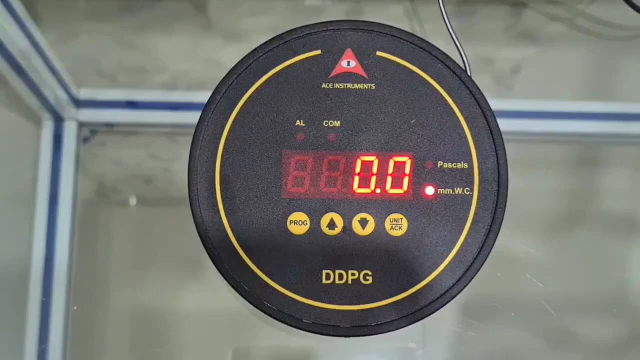 ACE INSTRUMENTS
AL COM
0.0
Pascals
mm.W.C.
PROG
UNIT
ACK
DDPG